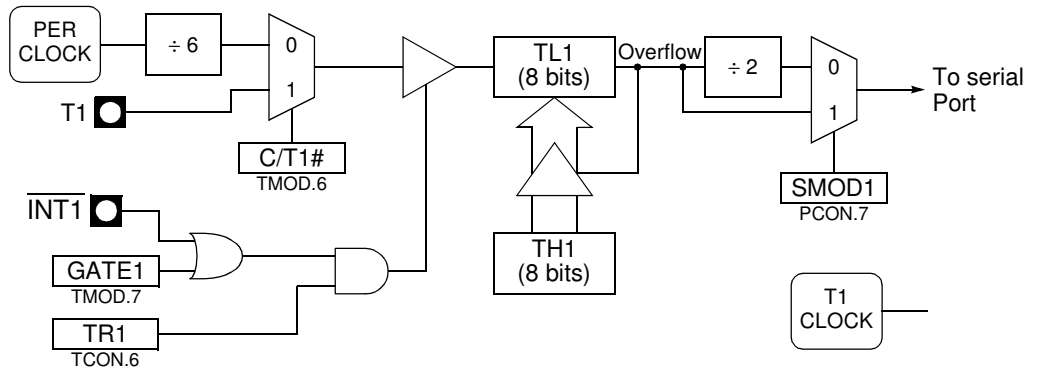 PER
CLOCK
÷ 6
0
1
T1
C/T1#
TMOD.6
INT1
GATE1
TMOD.7
TR1
TCON.6
TL1
(8 bits)
Overflow
÷ 2
0
1
To serial
Port
SMOD1
PCON.7
TH1
(8 bits)
T1
CLOCK